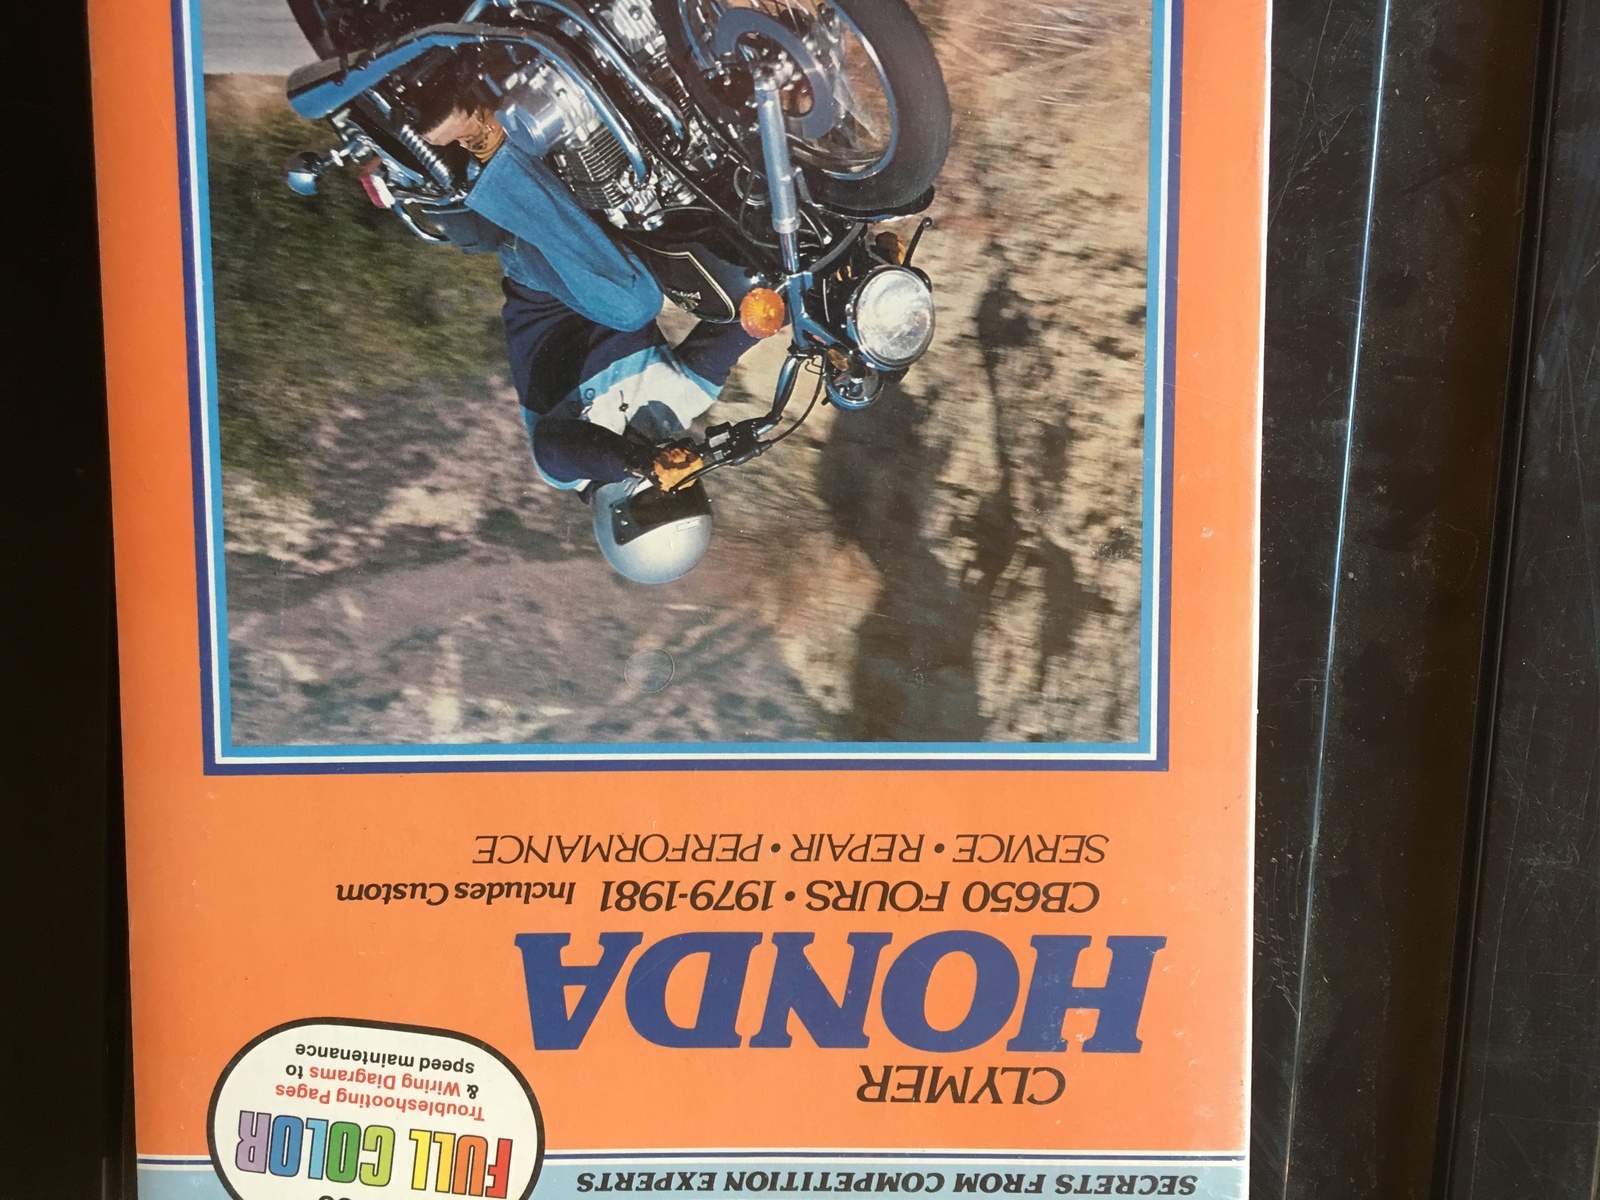 SECRETS FROM COMPETITION EXPERTS
FULL COLOR
Troubleshooting Pages
& Wiring Diagrams to
speed maintenance
CLYMER
HONDA
CB650 FOURS • 1979-1981 Includes Custom
SERVICE • REPAIR • PERFORMANCE